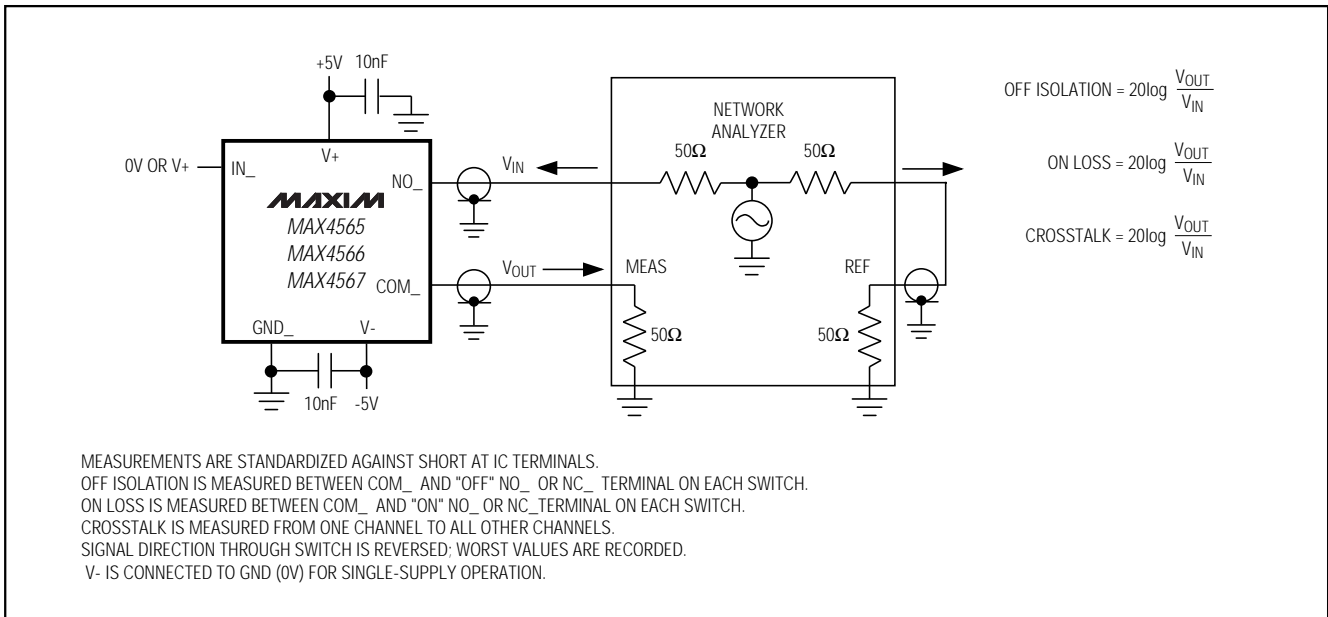 +5V 10nF
V+
0V OR V+
IN_
NO_
MAXIM
MAX4565
MAX4566
MAX4567
COM_
GND_ V-
10nF -5V
VIN
VOUT
NETWORK
ANALYZER
50Ω 50Ω
MEAS REF
50Ω 50Ω
OFF ISOLATION = 20log VOUT
VIN
ON LOSS = 20log VOUT
VIN
CROSSTALK = 20log VOUT
VIN
MEASUREMENTS ARE STANDARDIZED AGAINST SHORT AT IC TERMINALS.
OFF ISOLATION IS MEASURED BETWEEN COM_ AND "OFF" NO_ OR NC_ TERMINAL ON EACH SWITCH.
ON LOSS IS MEASURED BETWEEN COM_ AND "ON" NO_ OR NC_TERMINAL ON EACH SWITCH.
CROSSTALK IS MEASURED FROM ONE CHANNEL TO ALL OTHER CHANNELS.
SIGNAL DIRECTION THROUGH SWITCH IS REVERSED; WORST VALUES ARE RECORDED.
V- IS CONNECTED TO GND (0V) FOR SINGLE-SUPPLY OPERATION.